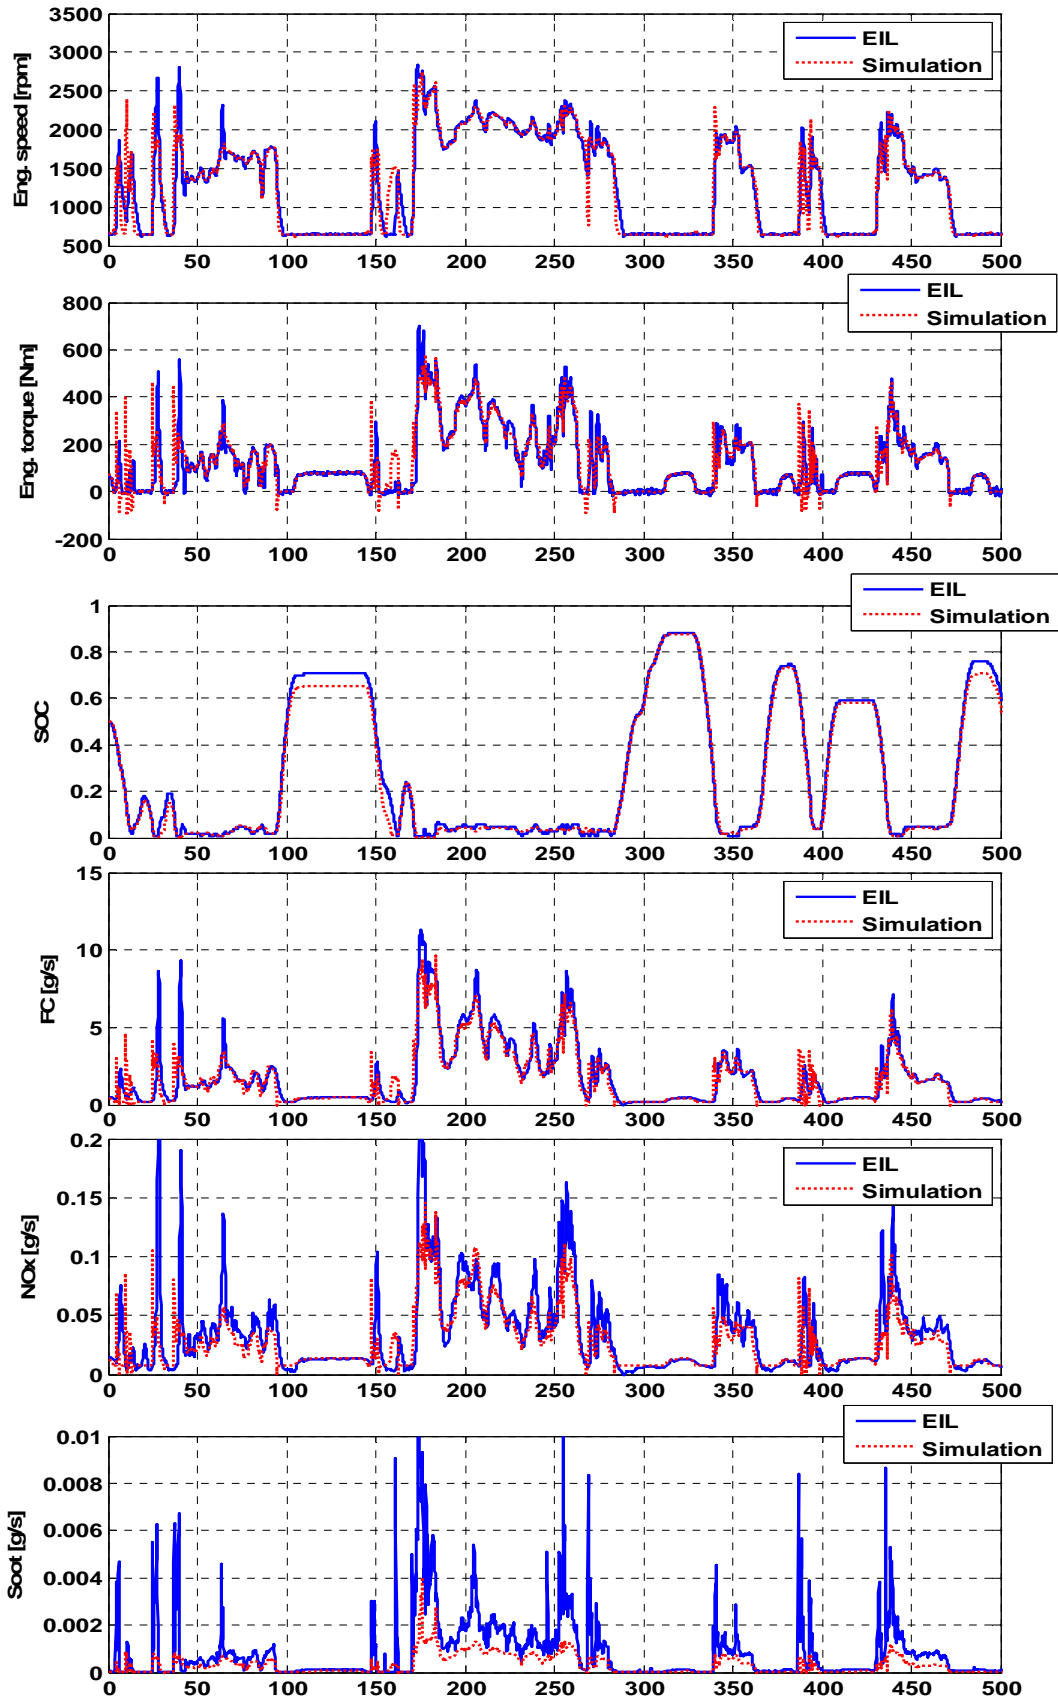 3500
3000
2500
2000
1500
1000
500
Eng. speed [rpm]
EIL
Simulation
0 50 100 150 200 250 300 350 400 450 500
800
600
400
200
0
-200
Eng. torque [Nm]
EIL
Simulation
0 50 100 150 200 250 300 350 400 450 500
1
0.8
0.6
0.4
0.2
0
SOC
EIL
Simulation
0 50 100 150 200 250 300 350 400 450 500
15
10
5
0
FC [g/s]
EIL
Simulation
0 50 100 150 200 250 300 350 400 450 500
0.2
0.15
0.1
0.05
0
NOx [g/s]
EIL
Simulation
0 50 100 150 200 250 300 350 400 450 500
0.01
0.008
0.006
0.004
0.002
0
Soot [g/s]
EIL
Simulation
0 50 100 150 200 250 300 350 400 450 500